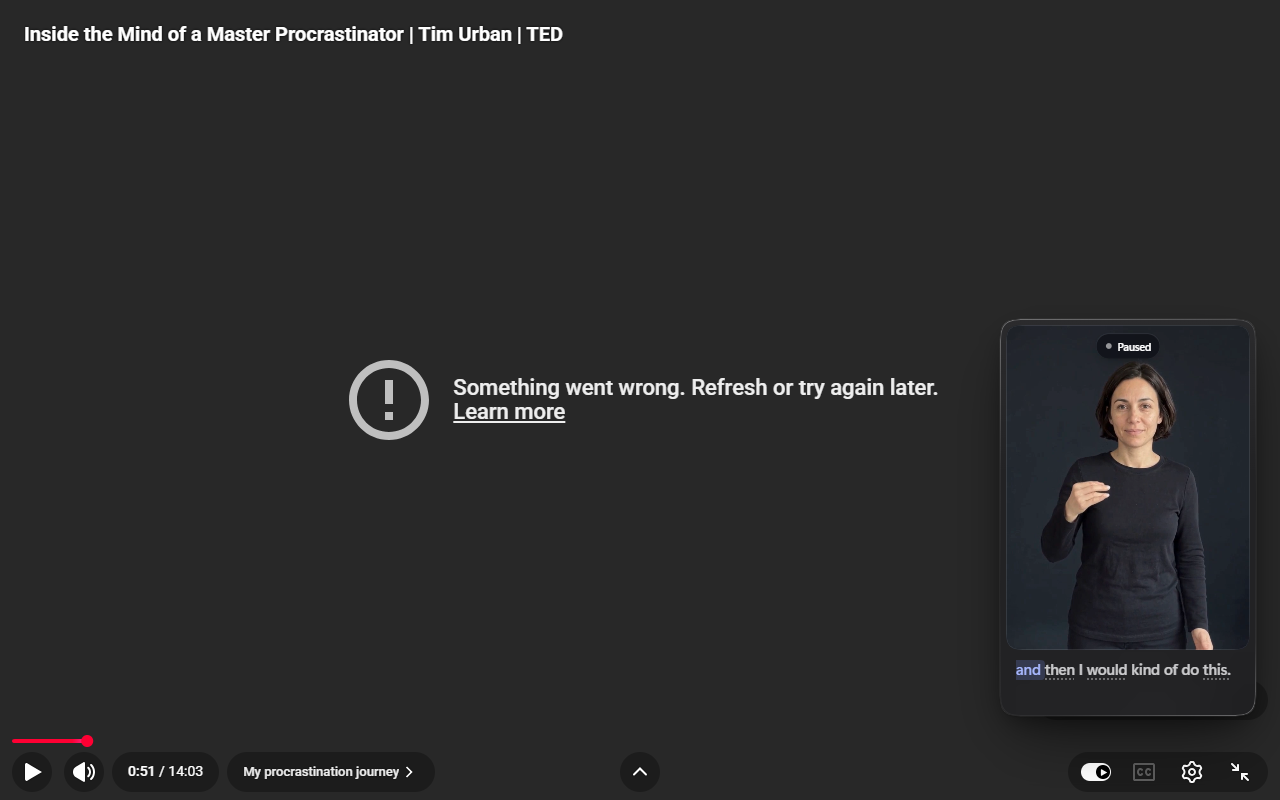 Inside the Mind of a Master Procrastinator | Tim Urban | TED
Something went wrong. Refresh or try again later.
Learn more
Paused
and then I would kind of do this.
0:51 / 14:03
My procrastination journey
CC